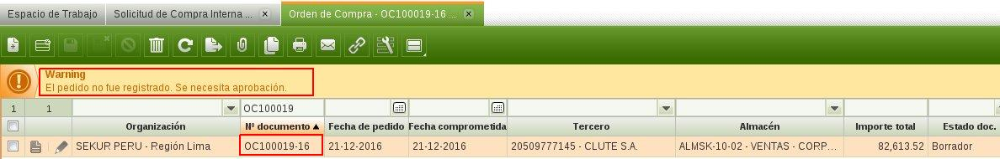 Espacio de Trabajo Solicitud de Compra Interna ... Orden de Compra - OC100019-16 ...
Warning
El pedido no fue registrado. Se necesita aprobación.
1 1 OC100019
Organización Nº documento Fecha de pedido Fecha comprometida Tercero Almacén Importe total Estado doc.
SEKUR PERU - Región Lima OC100019-16 21-12-2016 21-12-2016 20509777145 - CLUTE S.A. ALMSK-10-02 - VENTAS - CORP... 82,613.52 Borrador